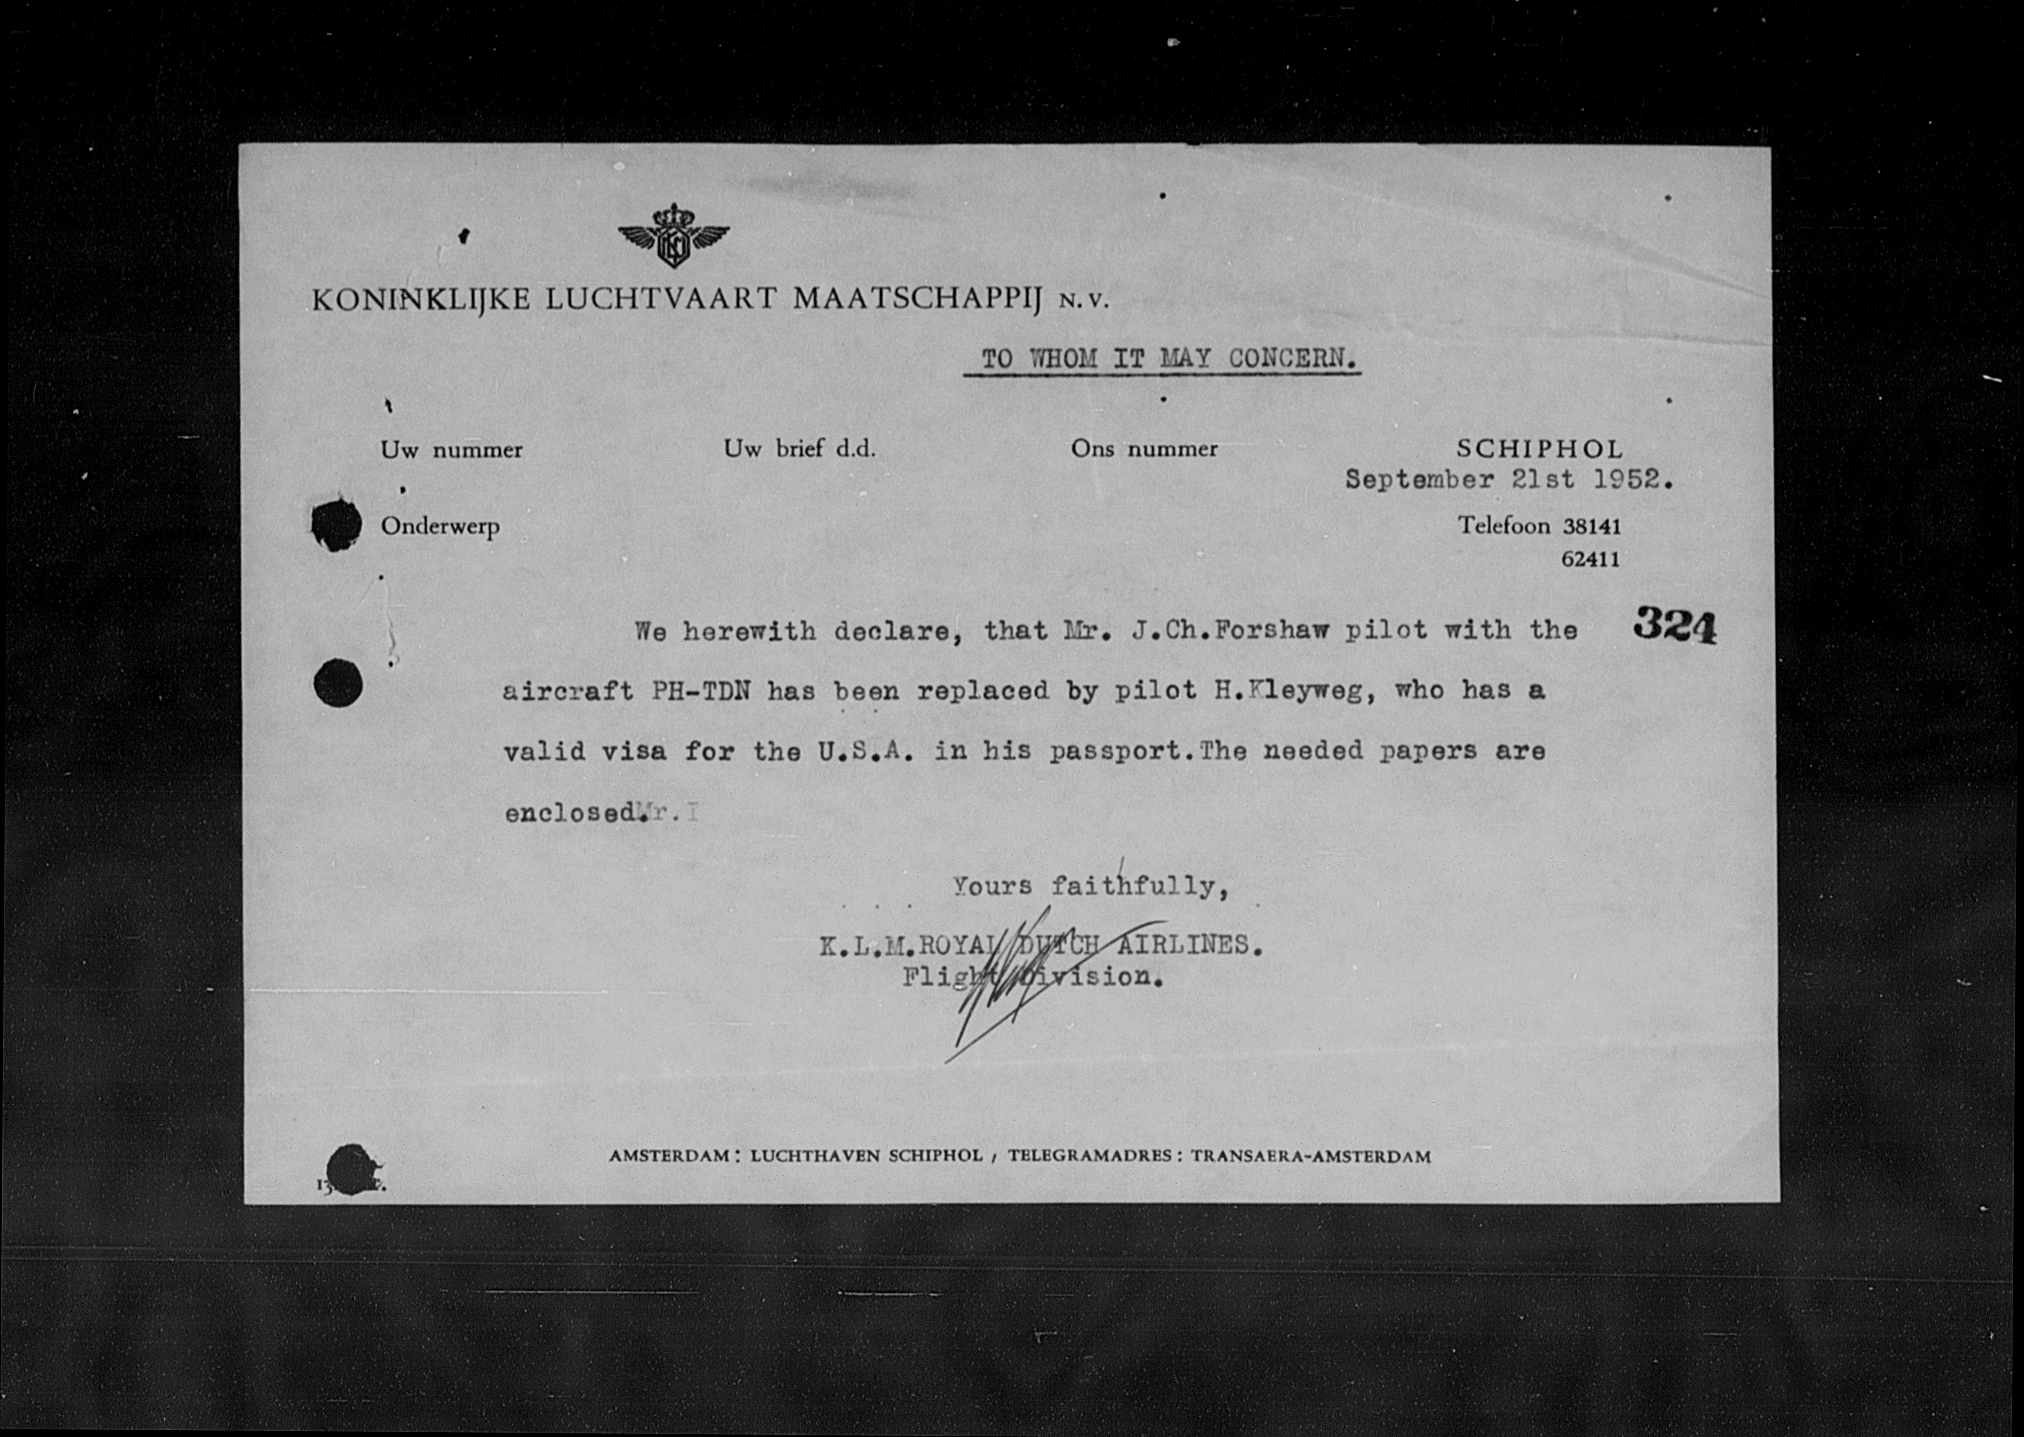 KONINKLIJKE LUCHTVAART MAATSCHAPPIJ N.V.
TO WHOM IT MAY CONCERN.
Uw nummer Uw brief d.d. Ons nummer SCHIPHOL
September 21st 1952.
Onderwerp Telefoon 38141
62411
We herewith declare, that Mr. J.Ch.Forshaw pilot with the 324
aircraft PH-TDN has been replaced by pilot H.Kleyweg, who has a
valid visa for the U.S.A. in his passport.The needed papers are
enclosed.
Yours faithfully,
K.L.M.ROYAL DUTCH AIRLINES.
Flight Division.
AMSTERDAM: LUCHTHAVEN SCHIPHOL / TELEGRAMADRES: TRANSAERA-AMSTERDAM